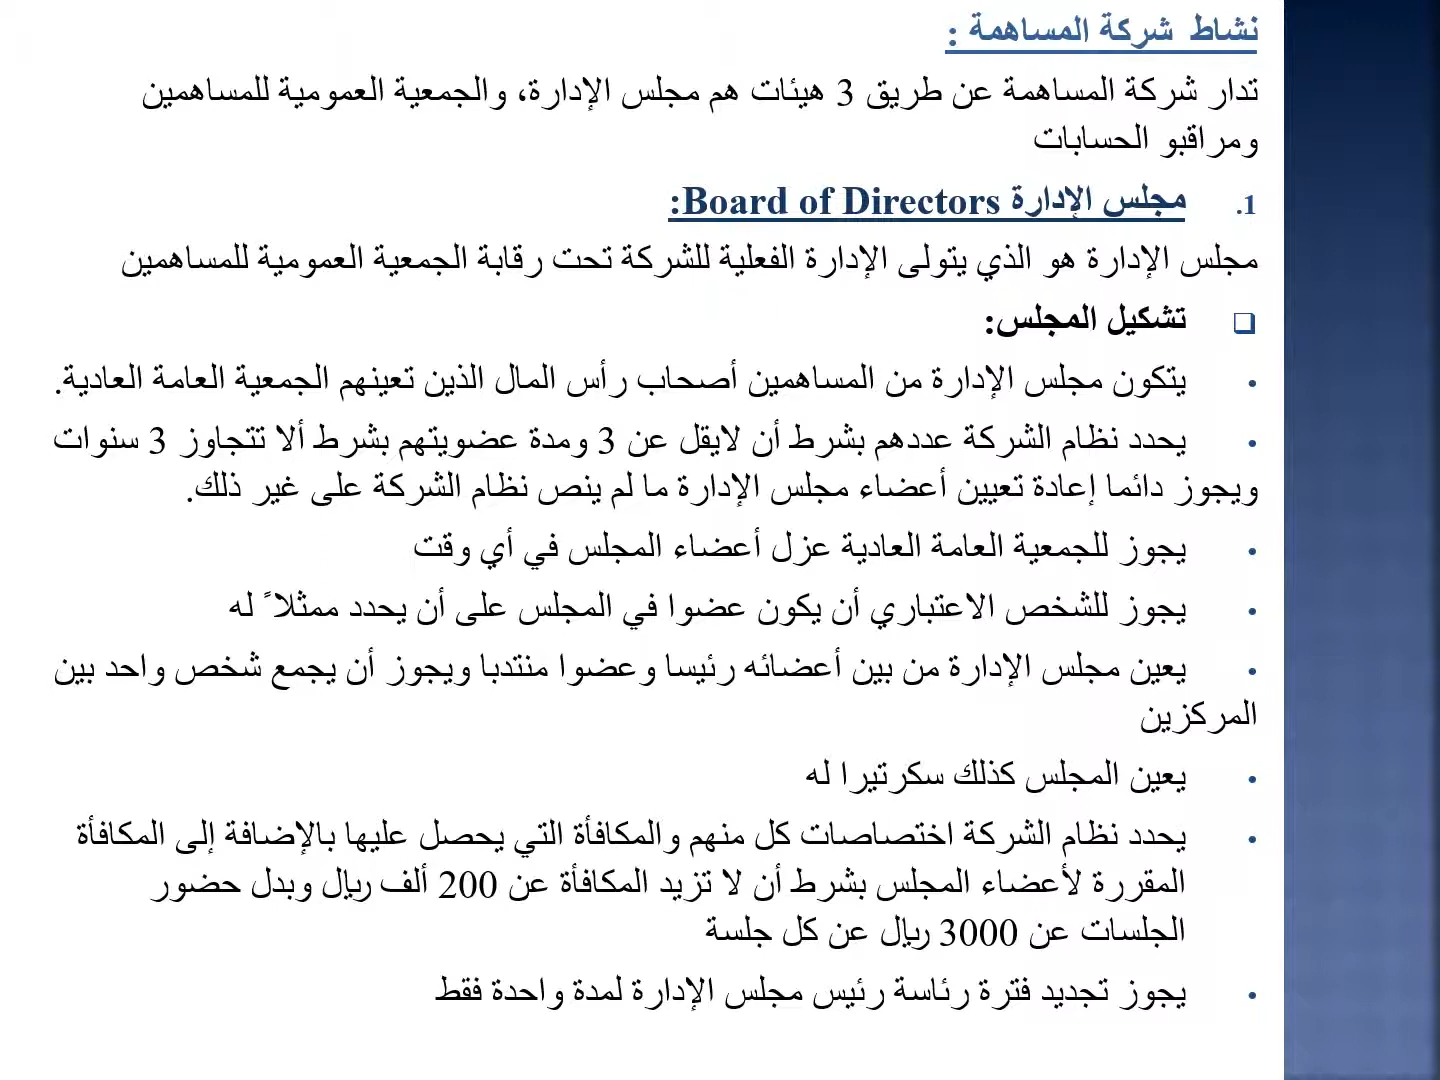 نشاط شركة المساهمة :
تدار شركة المساهمة عن طريق 3 هيئات هم مجلس الإدارة، والجمعية العمومية للمساهمين
ومراقبو الحسابات
1. مجلس الإدارة Board of Directors:
مجلس الإدارة هو الذي يتولى الإدارة الفعلية للشركة تحت رقابة الجمعية العمومية للمساهمين
❑ تشكيل المجلس:
• يتكون مجلس الإدارة من المساهمين أصحاب رأس المال الذين تعينهم الجمعية العامة العادية.
• يحدد نظام الشركة عددهم بشرط أن لايقل عن 3 ومدة عضويتهم بشرط ألا تتجاوز 3 سنوات
ويجوز دائما إعادة تعيين أعضاء مجلس الإدارة ما لم ينص نظام الشركة على غير ذلك.
• يجوز للجمعية العامة العادية عزل أعضاء المجلس في أي وقت
• يجوز للشخص الاعتباري أن يكون عضوا في المجلس على أن يحدد ممثلاً له
• يعين مجلس الإدارة من بين أعضائه رئيسا وعضوا منتدبا ويجوز أن يجمع شخص واحد بين
المركزين
• يعين المجلس كذلك سكرتيرا له
• يحدد نظام الشركة اختصاصات كل منهم والمكافأة التي يحصل عليها بالإضافة إلى المكافأة
المقررة لأعضاء المجلس بشرط أن لا تزيد المكافأة عن 200 ألف ريال وبدل حضور
الجلسات عن 3000 ريال عن كل جلسة
• يجوز تجديد فترة رئاسة رئيس مجلس الإدارة لمدة واحدة فقط